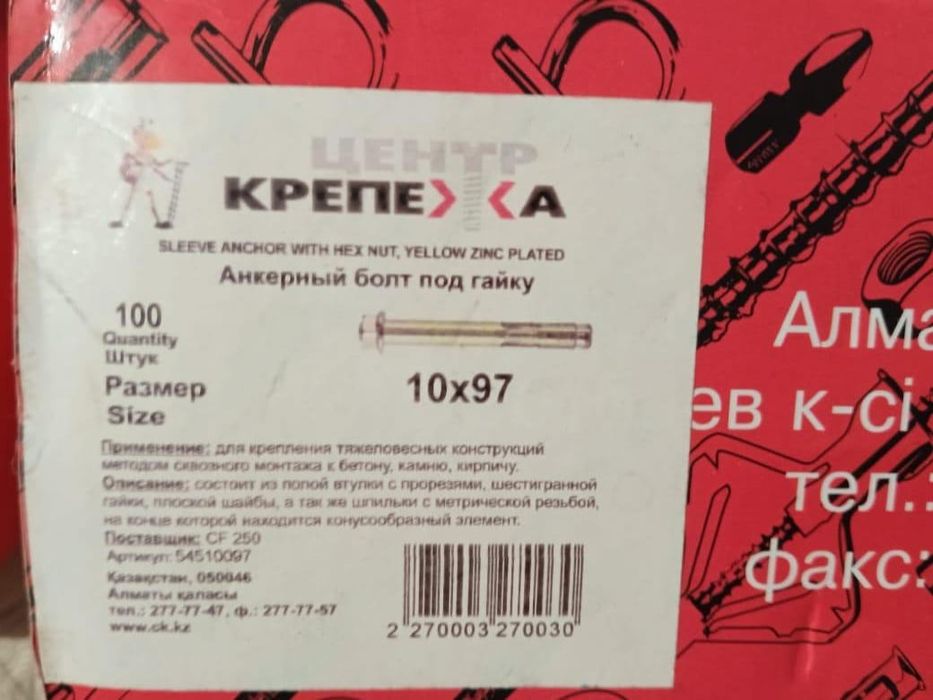 ЦЕНТР
КРЕПЕЖА
SLEEVE ANCHOR WITH HEX NUT, YELLOW ZINC PLATED
Анкерный болт под гайку
100
Quantity
Штук
Размер
Size
10x97
Применение: для крепления тяжеловесных конструкций
методом сквозного монтажа к бетону, камню, кирпичу.
Описание: состоит из полой втулки с прорезями, шестигранной
гайки, плоской шайбы, а так же шпильки с метрической резьбой,
на конце которой находится конусообразный элемент.
Поставщик: CF 250
Артикул: 54510097
Казақстан, 050046
Алматы қаласы
тел.: 277-77-47, ф.: 277-77-57
www.ck.kz
2 270003 270030
Алма
ев к-сі
тел.:
факс: